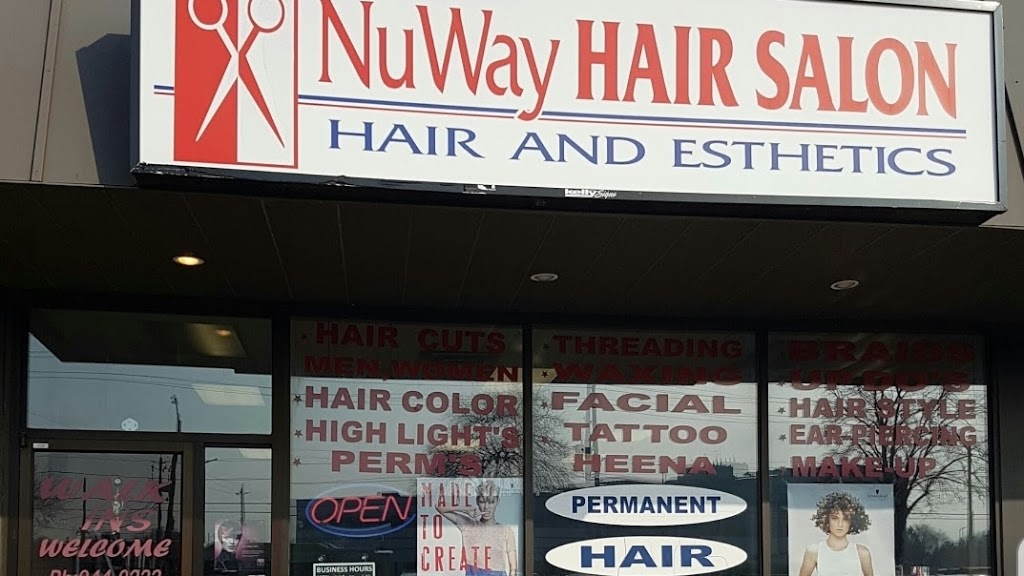 NuWay HAIR SALON
HAIR AND ESTHETICS
HAIR CUTS
MEN,WOMEN
HAIR COLOR
HIGH LIGHT'S
PERM'S
THREADING
WAXING
FACIAL
TATTOO
HEENA
BRAIDS
UP DO'S
HAIR STYLE
EAR-PIERCING
MAKE-UP
WALK
INS
WELCOME
OPEN
MADE
TO
CREATE
PERMANENT
HAIR
BUSINESS HOURS